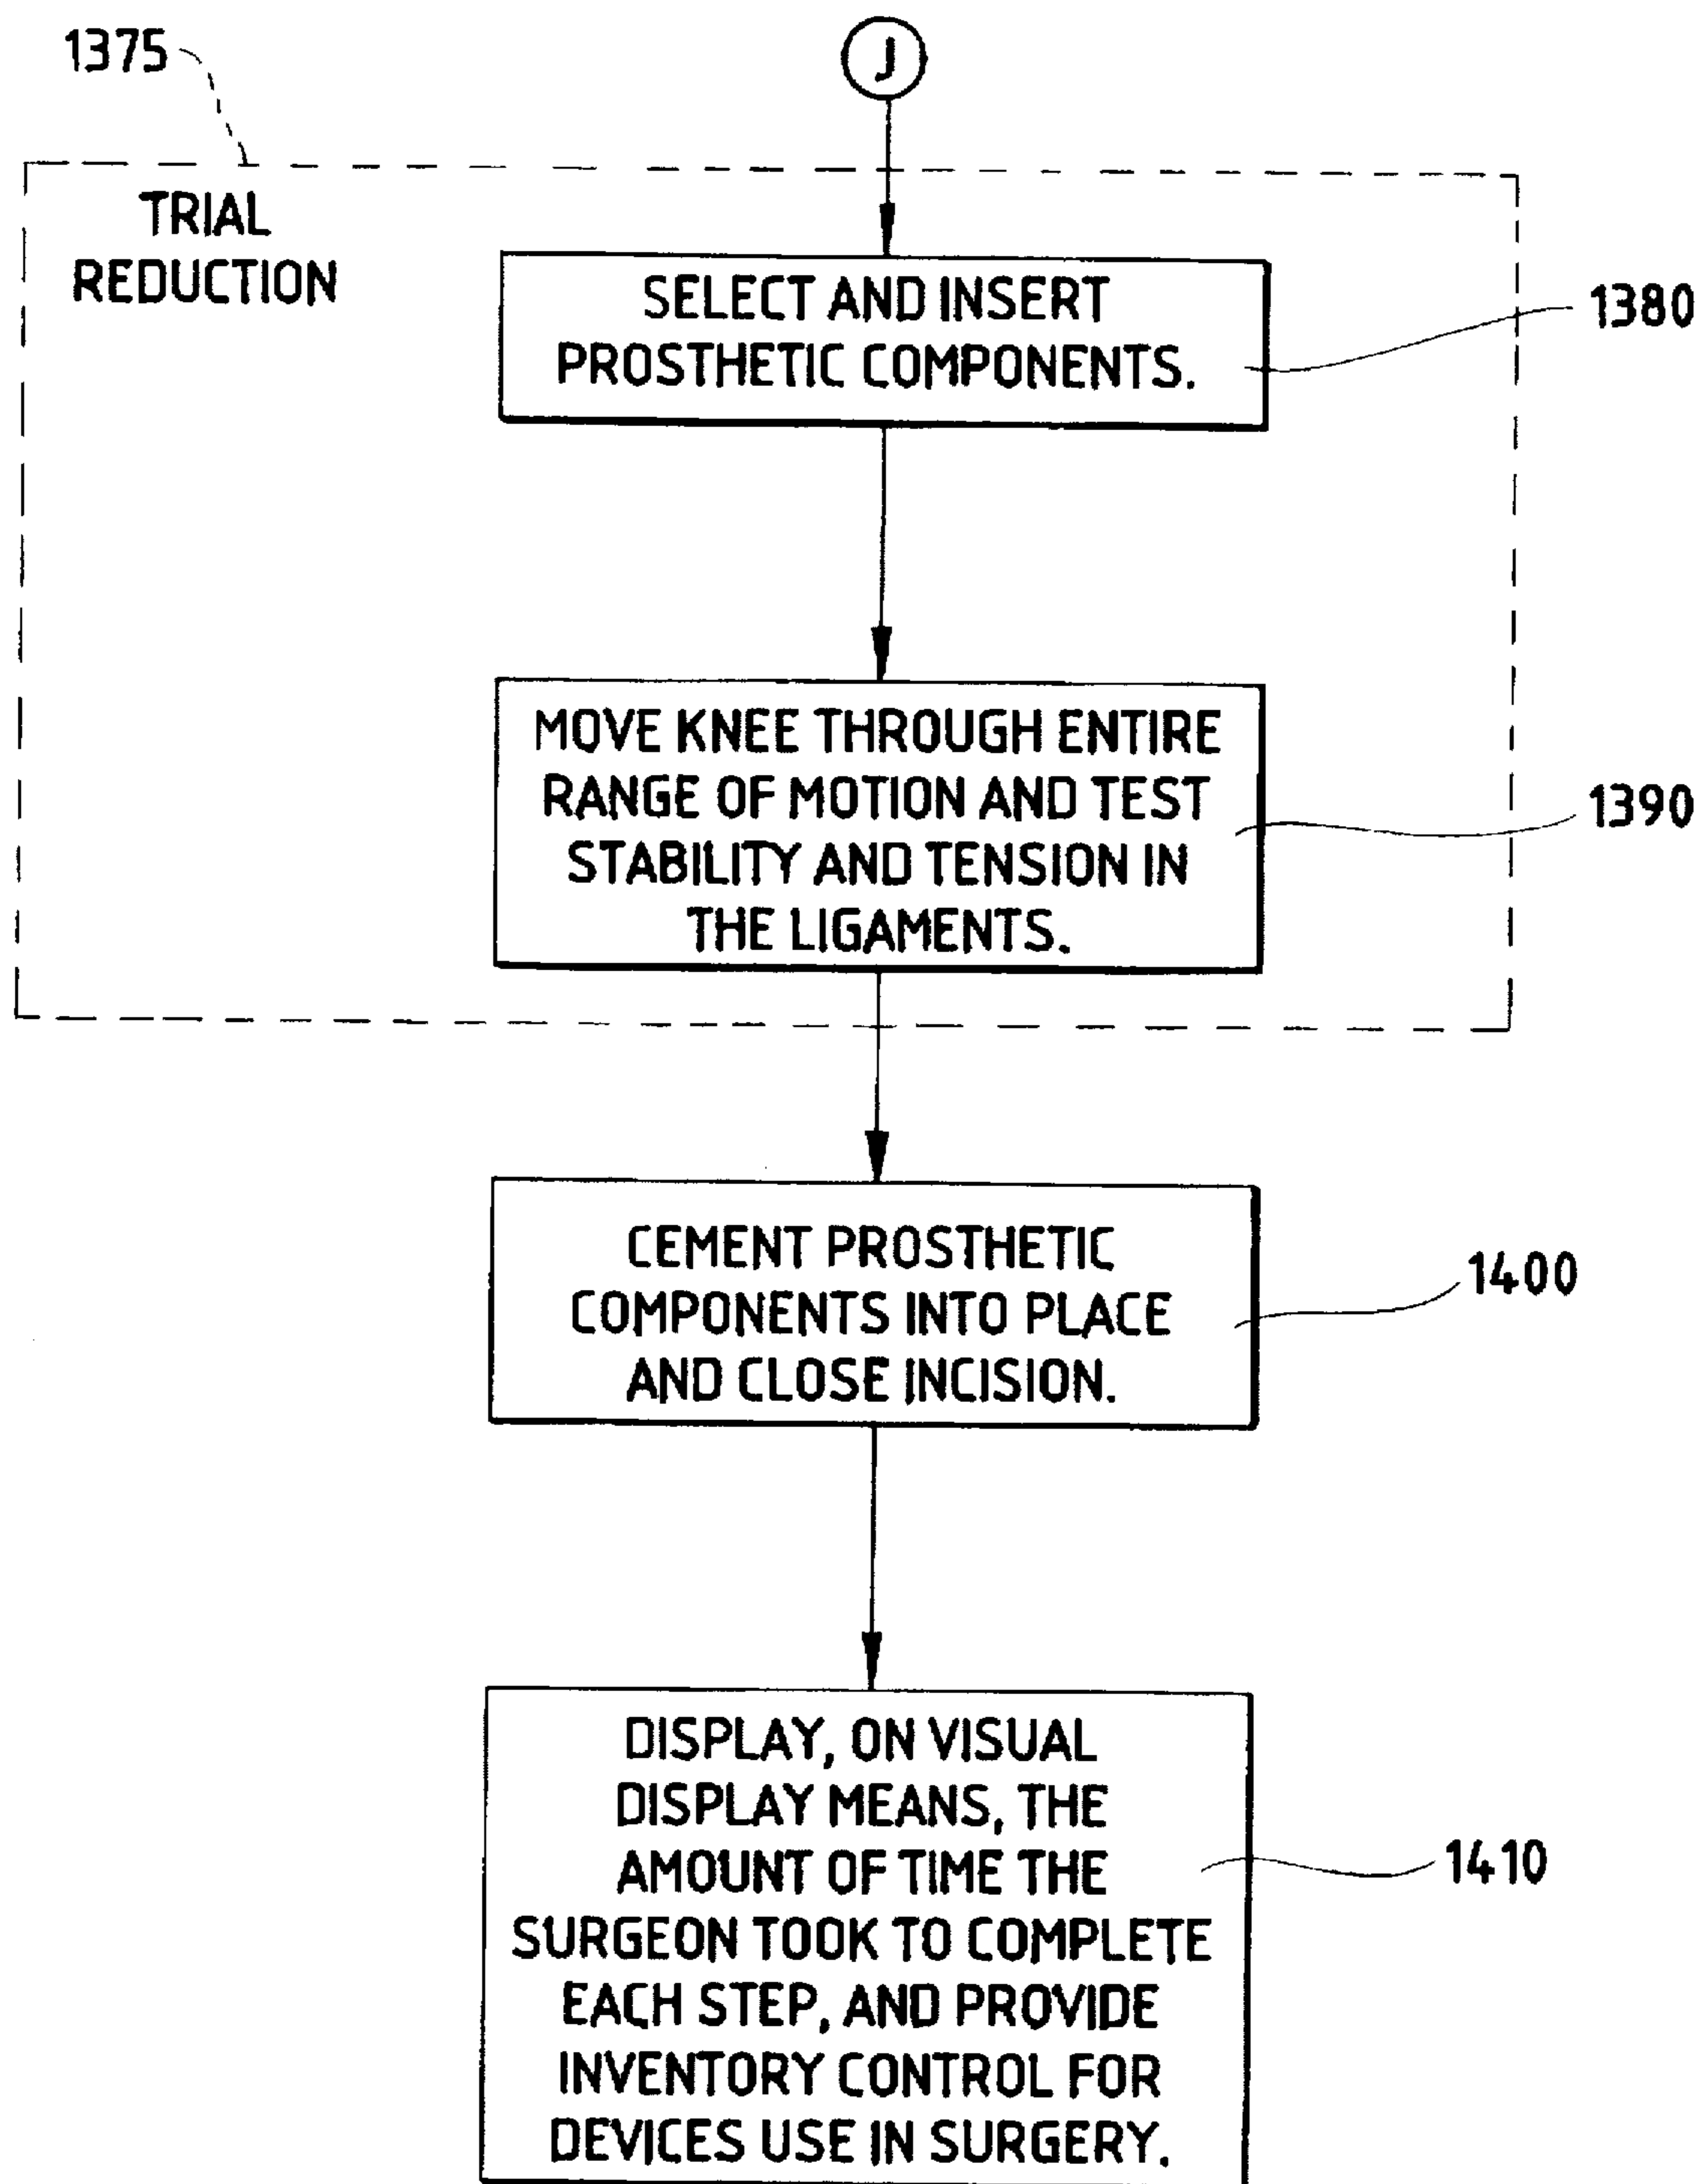 1375
J
TRIAL
REDUCTION
SELECT AND INSERT
PROSTHETIC COMPONENTS.
1380
MOVE KNEE THROUGH ENTIRE
RANGE OF MOTION AND TEST
STABILITY AND TENSION IN
THE LIGAMENTS.
1390
CEMENT PROSTHETIC
COMPONENTS INTO PLACE
AND CLOSE INCISION.
1400
DISPLAY, ON VISUAL
DISPLAY MEANS, THE
AMOUNT OF TIME THE
SURGEON TOOK TO COMPLETE
EACH STEP, AND PROVIDE
INVENTORY CONTROL FOR
DEVICES USE IN SURGERY.
1410